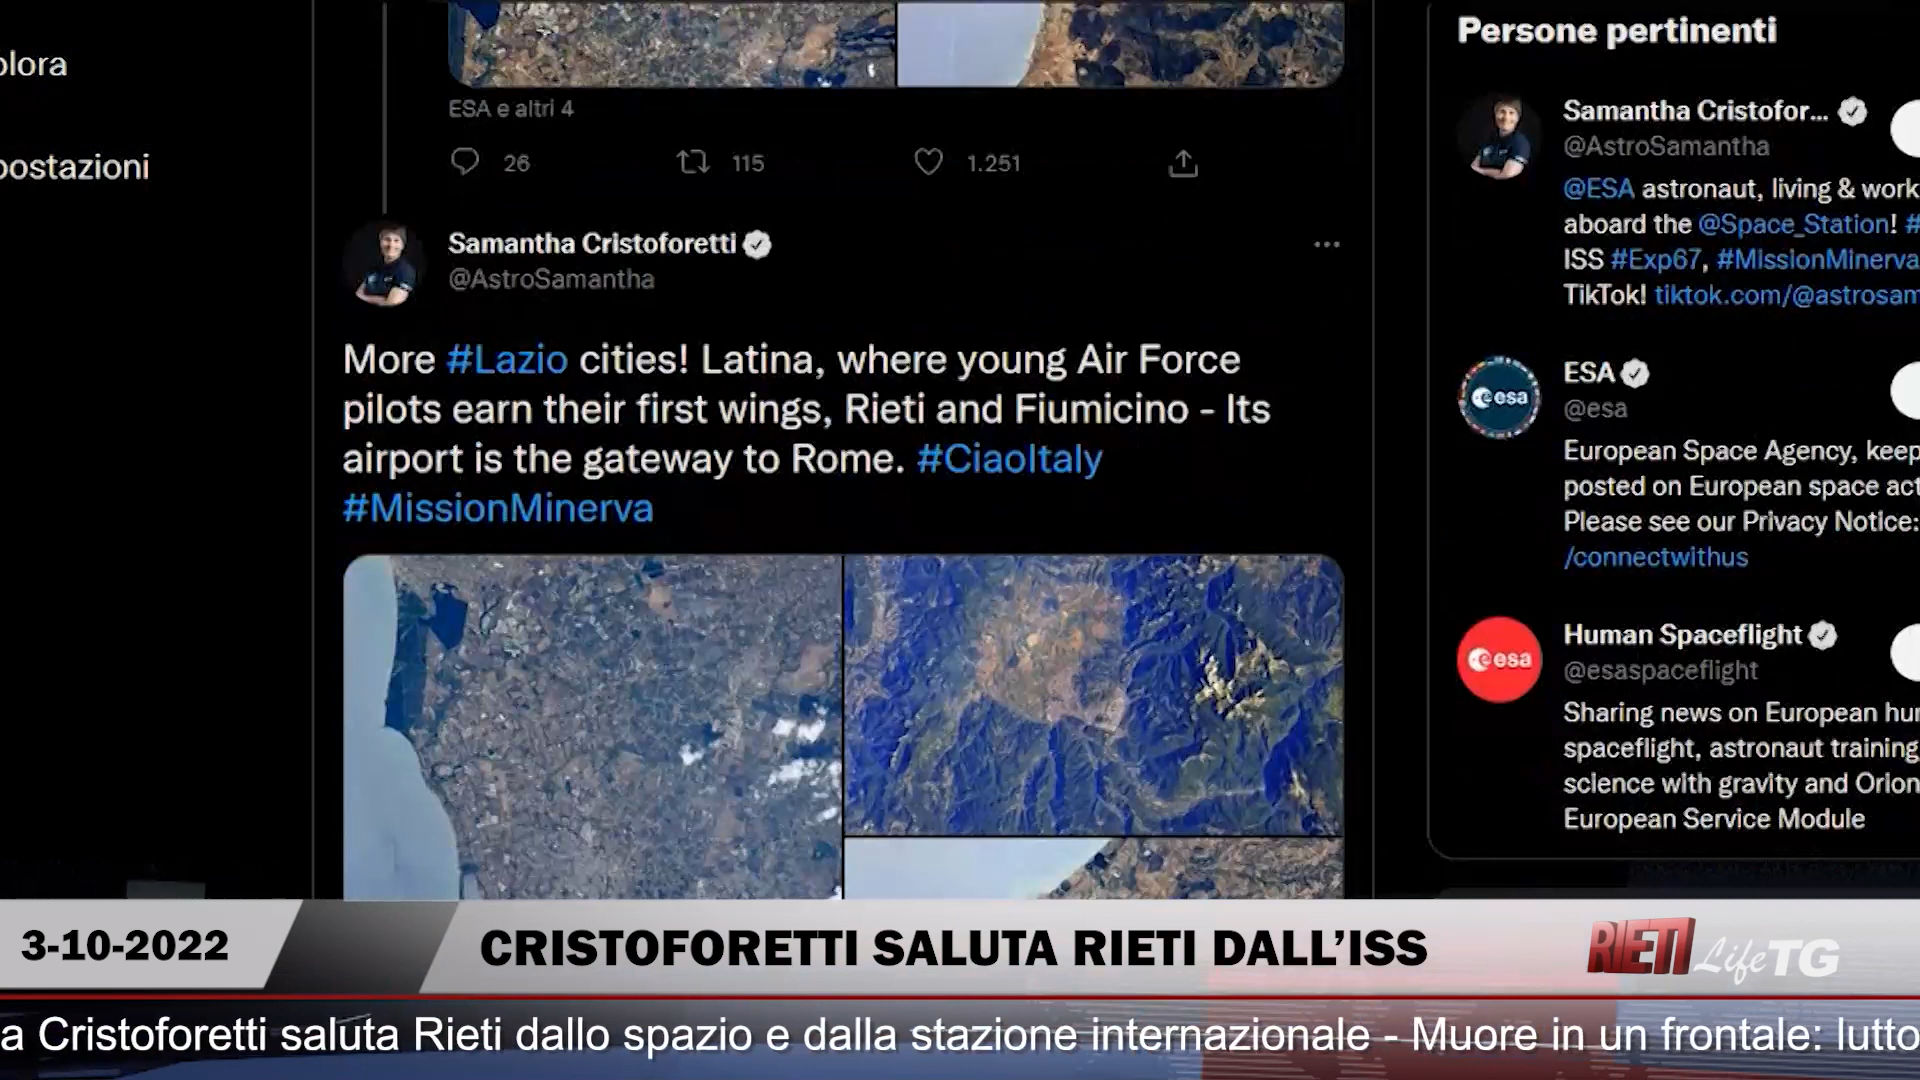 plora
postazioni
ESA e altri 4
26
115
1.251
Samantha Cristoforetti
@AstroSamantha
More #Lazio cities! Latina, where young Air Force
pilots earn their first wings, Rieti and Fiumicino - Its
airport is the gateway to Rome. #CiaoItaly
#MissionMinerva
Persone pertinenti
Samantha Cristofor...
@AstroSamantha
@ESA astronaut, living & work
aboard the @Space_Station! #
ISS #Exp67, #MissionMinerva
TikTok! tiktok.com/@astrosam
esa
ESA
@esa
European Space Agency, keep
posted on European space act
Please see our Privacy Notice:
/connectwithus
esa
Human Spaceflight
@esaspaceflight
Sharing news on European hu
spaceflight, astronaut training
science with gravity and Orion
European Service Module
3-10-2022
CRISTOFORETTI SALUTA RIETI DALL’ISS
RIETI Life TG
a Cristoforetti saluta Rieti dallo spazio e dalla stazione internazionale - Muore in un frontale: lutto